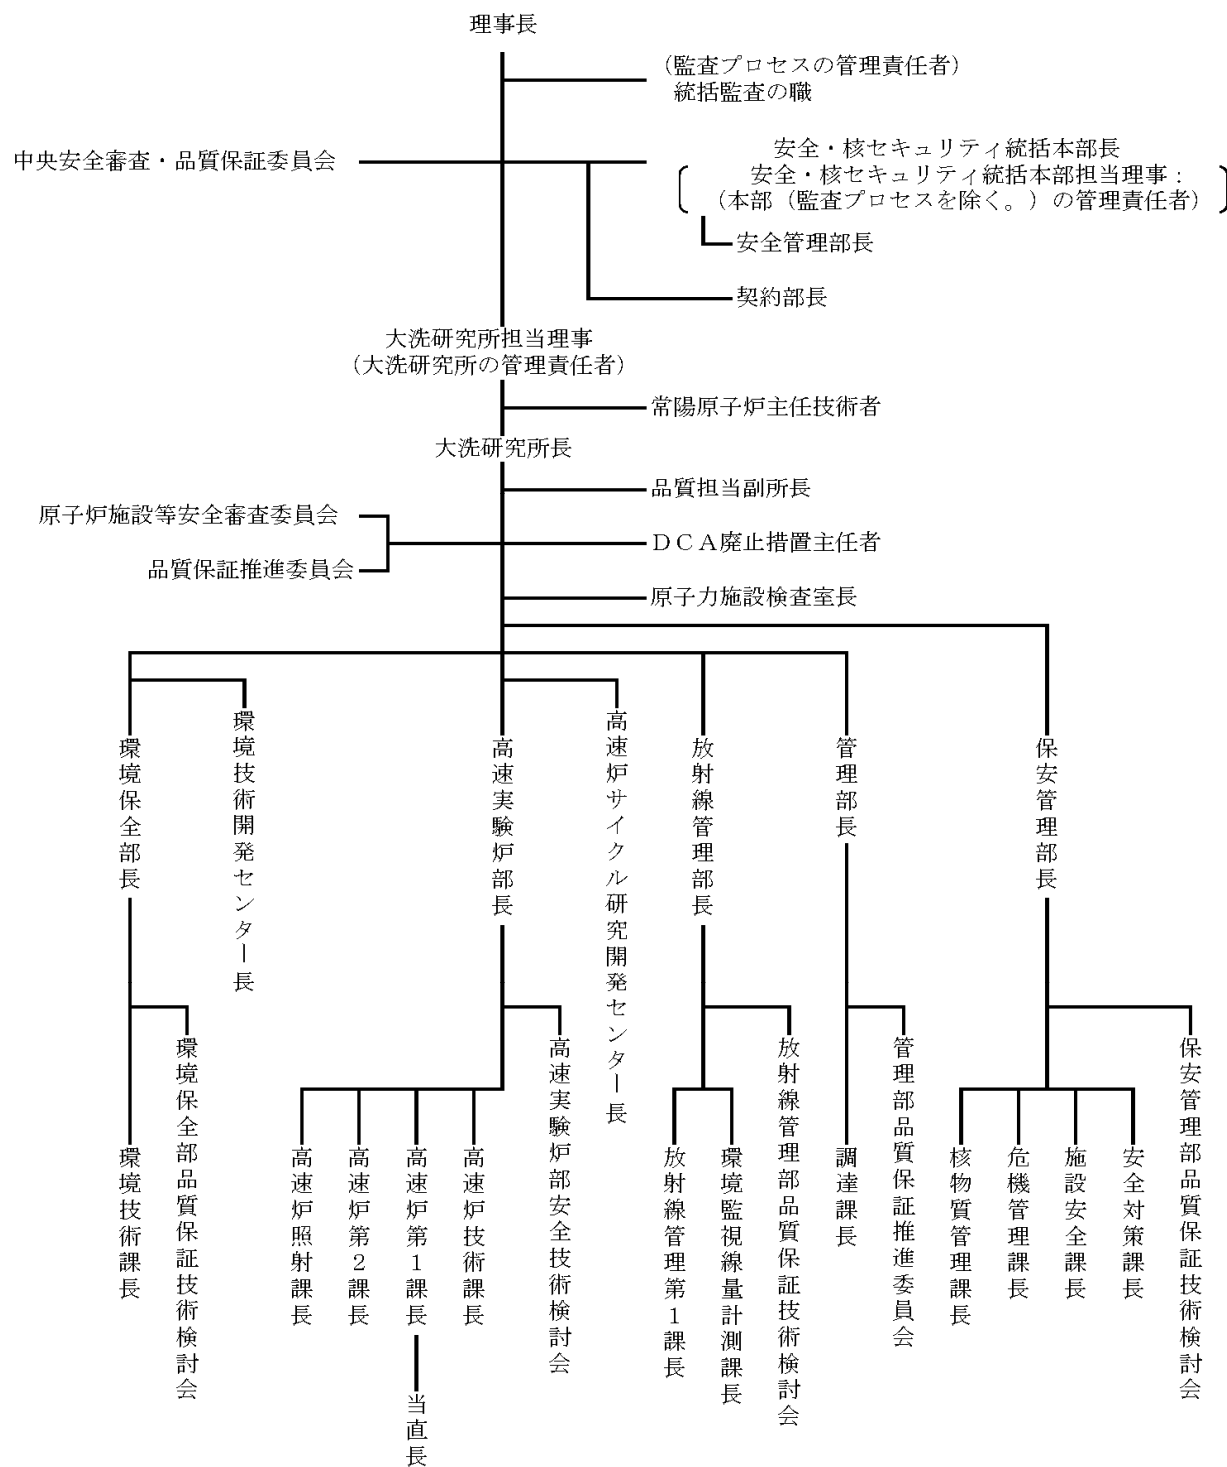 理事長
（監査プロセスの管理責任者）
統括監査の職
中央安全審査・品質保証委員会
安全・核セキュリティ統括本部長
安全・核セキュリティ統括本部担当理事：
（本部（監査プロセスを除く。）の管理責任者）
安全管理部長
契約部長
大洗研究所担当理事
（大洗研究所の管理責任者）
常陽原子炉主任技術者
大洗研究所長
品質担当副所長
原子炉施設等安全審査委員会
ＤＣＡ廃止措置主任者
品質保証推進委員会
原子力施設検査室長
環境保全部長
環境技術開発センター長
高速実験炉部長
高速炉サイクル研究開発センター長
放射線管理部長
管理部長
保安管理部長
環境技術課長
環境保全部品質保証技術検討会
高速炉照射課長
高速炉第２課長
高速炉第１課長
高速炉技術課長
高速実験炉部安全技術検討会
放射線管理第１課長
環境監視線量計測課長
放射線管理部品質保証技術検討会
調達課長
管理部品質保証推進委員会
核物質管理課長
危機管理課長
施設安全課長
安全対策課長
保安管理部品質保証技術検討会
当直長